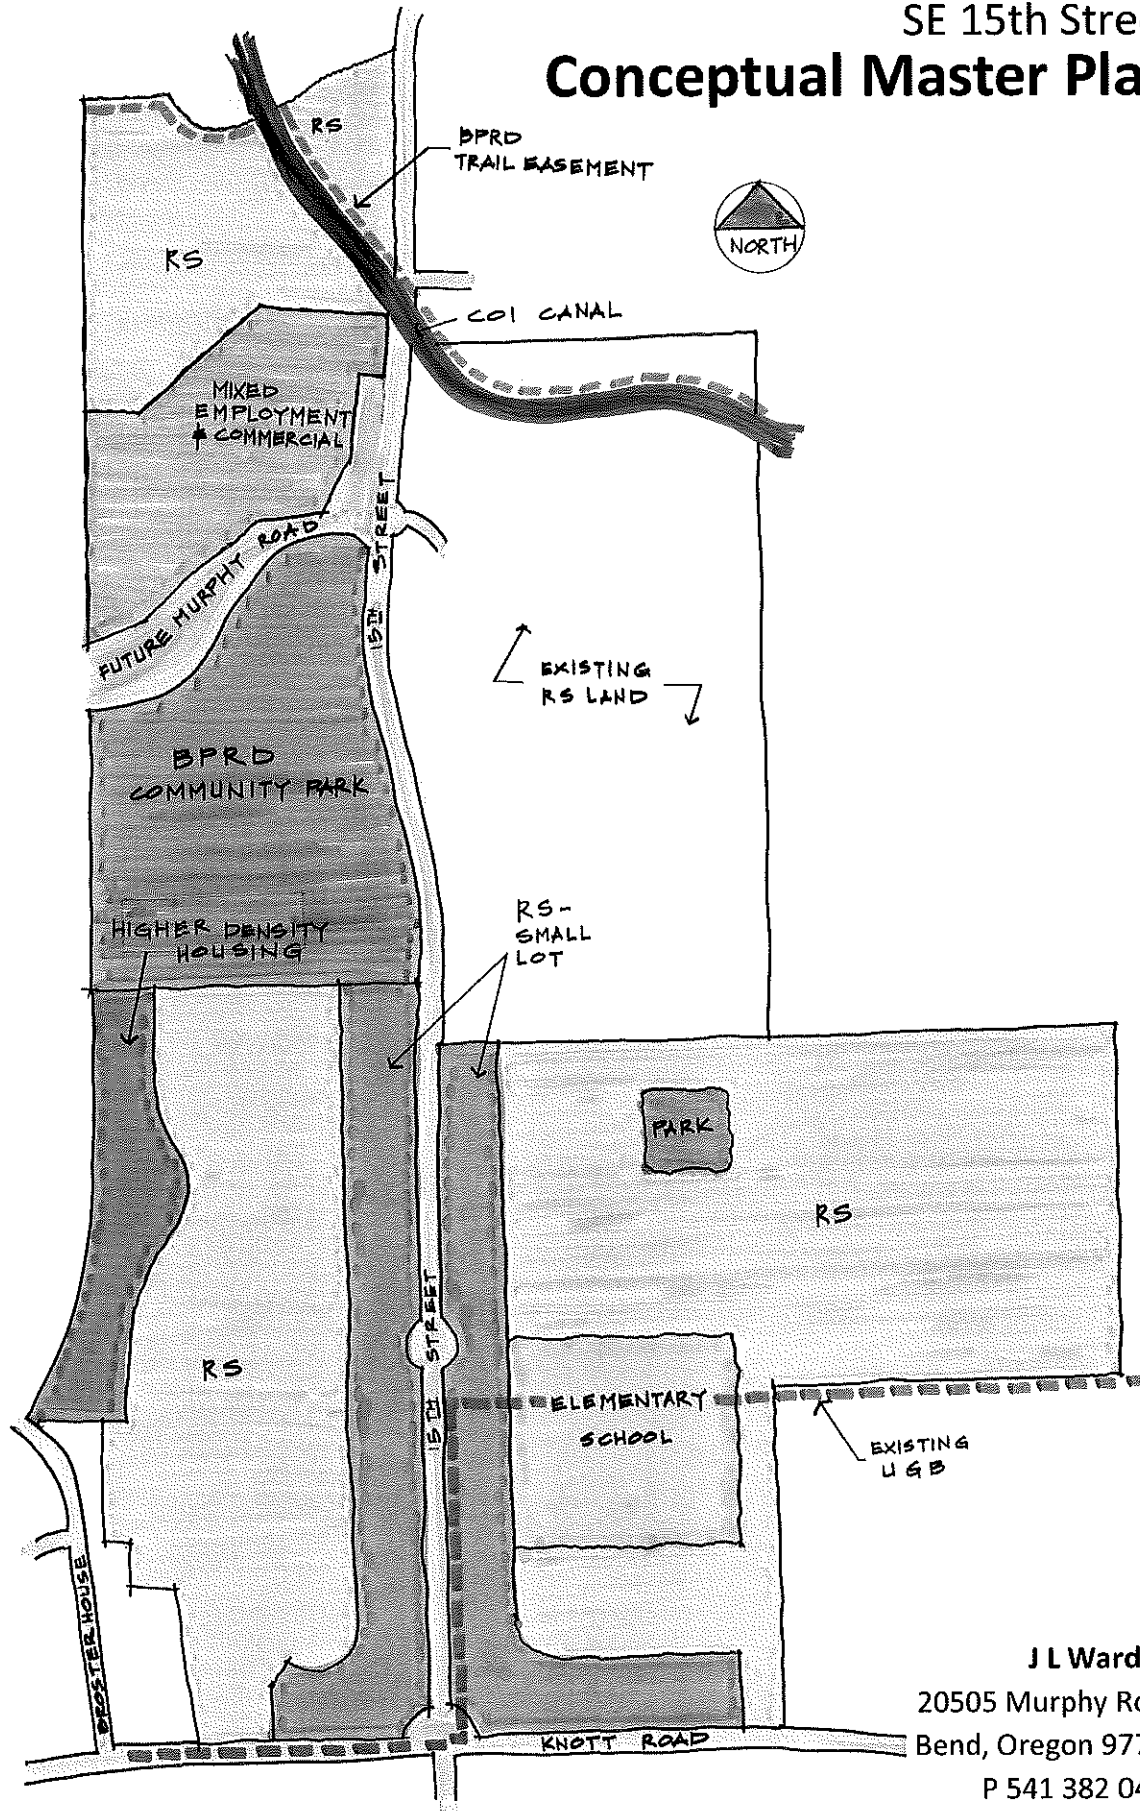 SE 15th Stre
Conceptual Master Pla
RS
BPRD
TRAIL EASEMENT
NORTH
RS
COI CANAL
MIXED
EMPLOYMENT
& COMMERCIAL
15TH STREET
FUTURE MURPHY ROAD
EXISTING
RS LAND
BPRD
COMMUNITY PARK
HIGHER DENSITY
HOUSING
RS-
SMALL
LOT
PARK
RS
RS
15TH STREET
ELEMENTARY
SCHOOL
EXISTING
UGB
BROSTERHOUSE
KNOTT ROAD
J L Ward
20505 Murphy Ro
Bend, Oregon 977
P 541 382 04